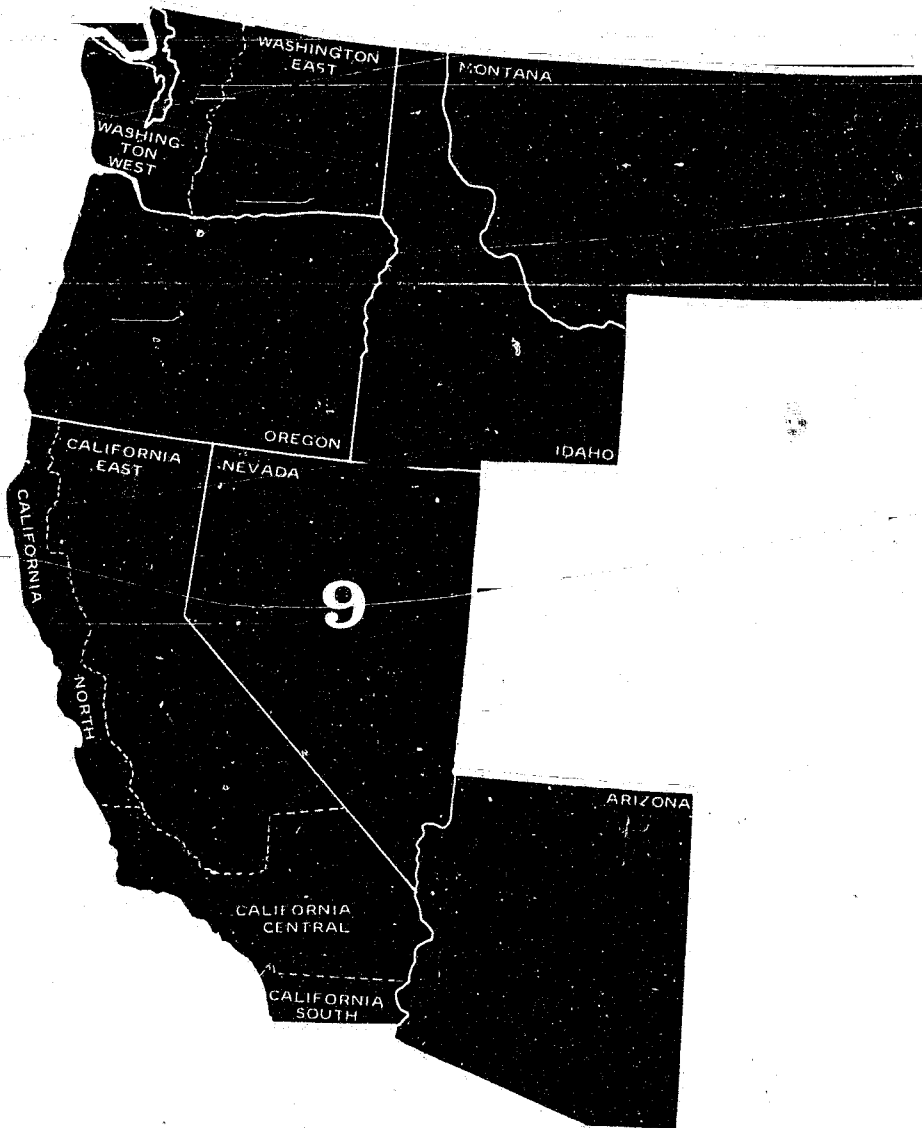 WASHINGTON
EAST
MONTANA
WASHING-
TON
WEST
OREGON
IDAHO
CALIFORNIA
EAST
NEVADA
CALIFORNIA
NORTH
9
ARIZONA
CALIFORNIA
CENTRAL
CALIFORNIA
SOUTH